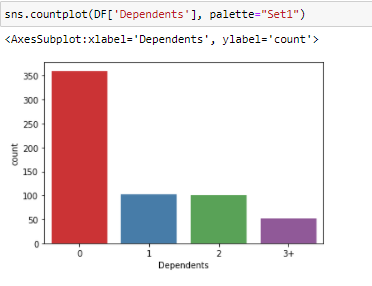 sns.countplot(DF['Dependents'], palette="Set1")
<AxesSubplot:xlabel='Dependents', ylabel='count'>
350
300
250
200
150
100
50
0
count
0 1 2 3+
Dependents